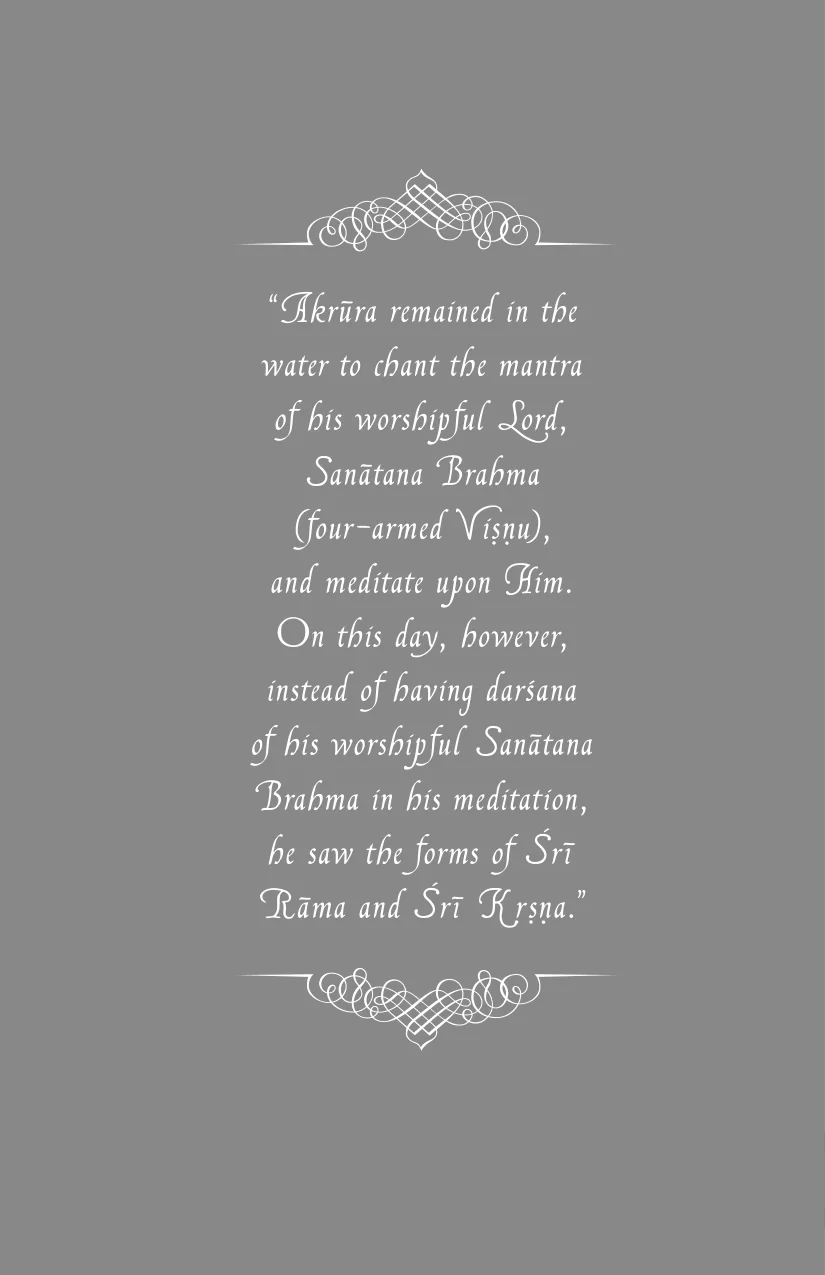 “Akrūra remained in the
water to chant the mantra
of his worshipful Lord,
Sanātana Brahma
(four-armed Viṣṇu),
and meditate upon Him.
On this day, however,
instead of having darśana
of his worshipful Sanātana
Brahma in his meditation,
he saw the forms of Śrī
Rāma and Śrī Kṛṣṇa.”